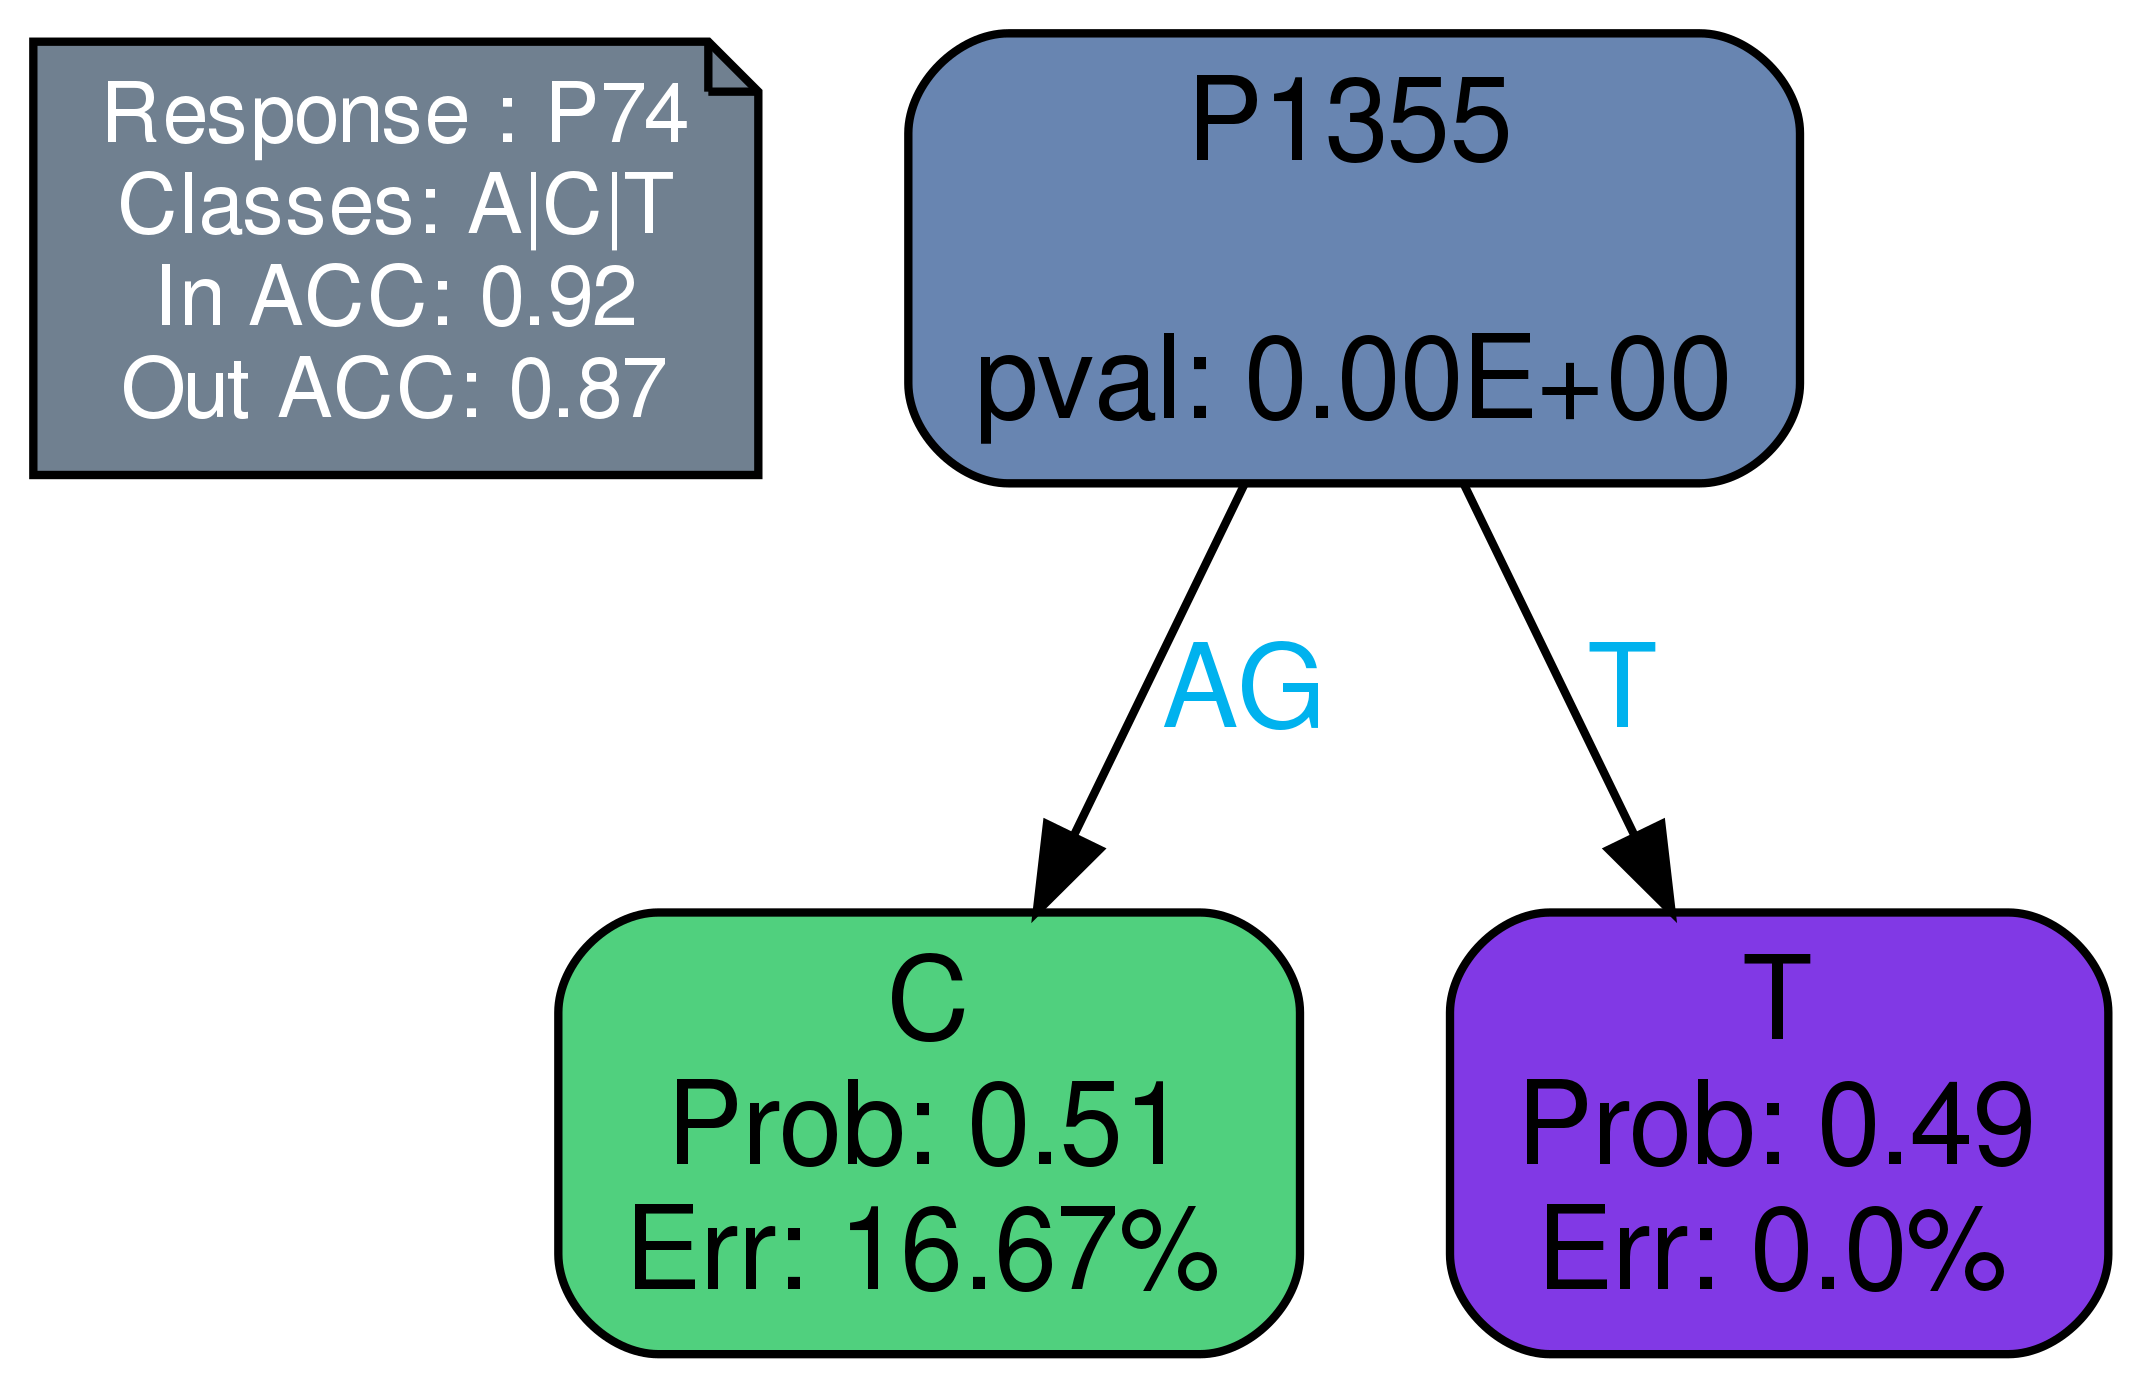 Response : P74
Classes: A|C|T
In ACC: 0.92
Out ACC: 0.87
P1355
pval: 0.00E+00
AG
T
C
Prob: 0.51
Err: 16.67%
T
Prob: 0.49
Err: 0.0%